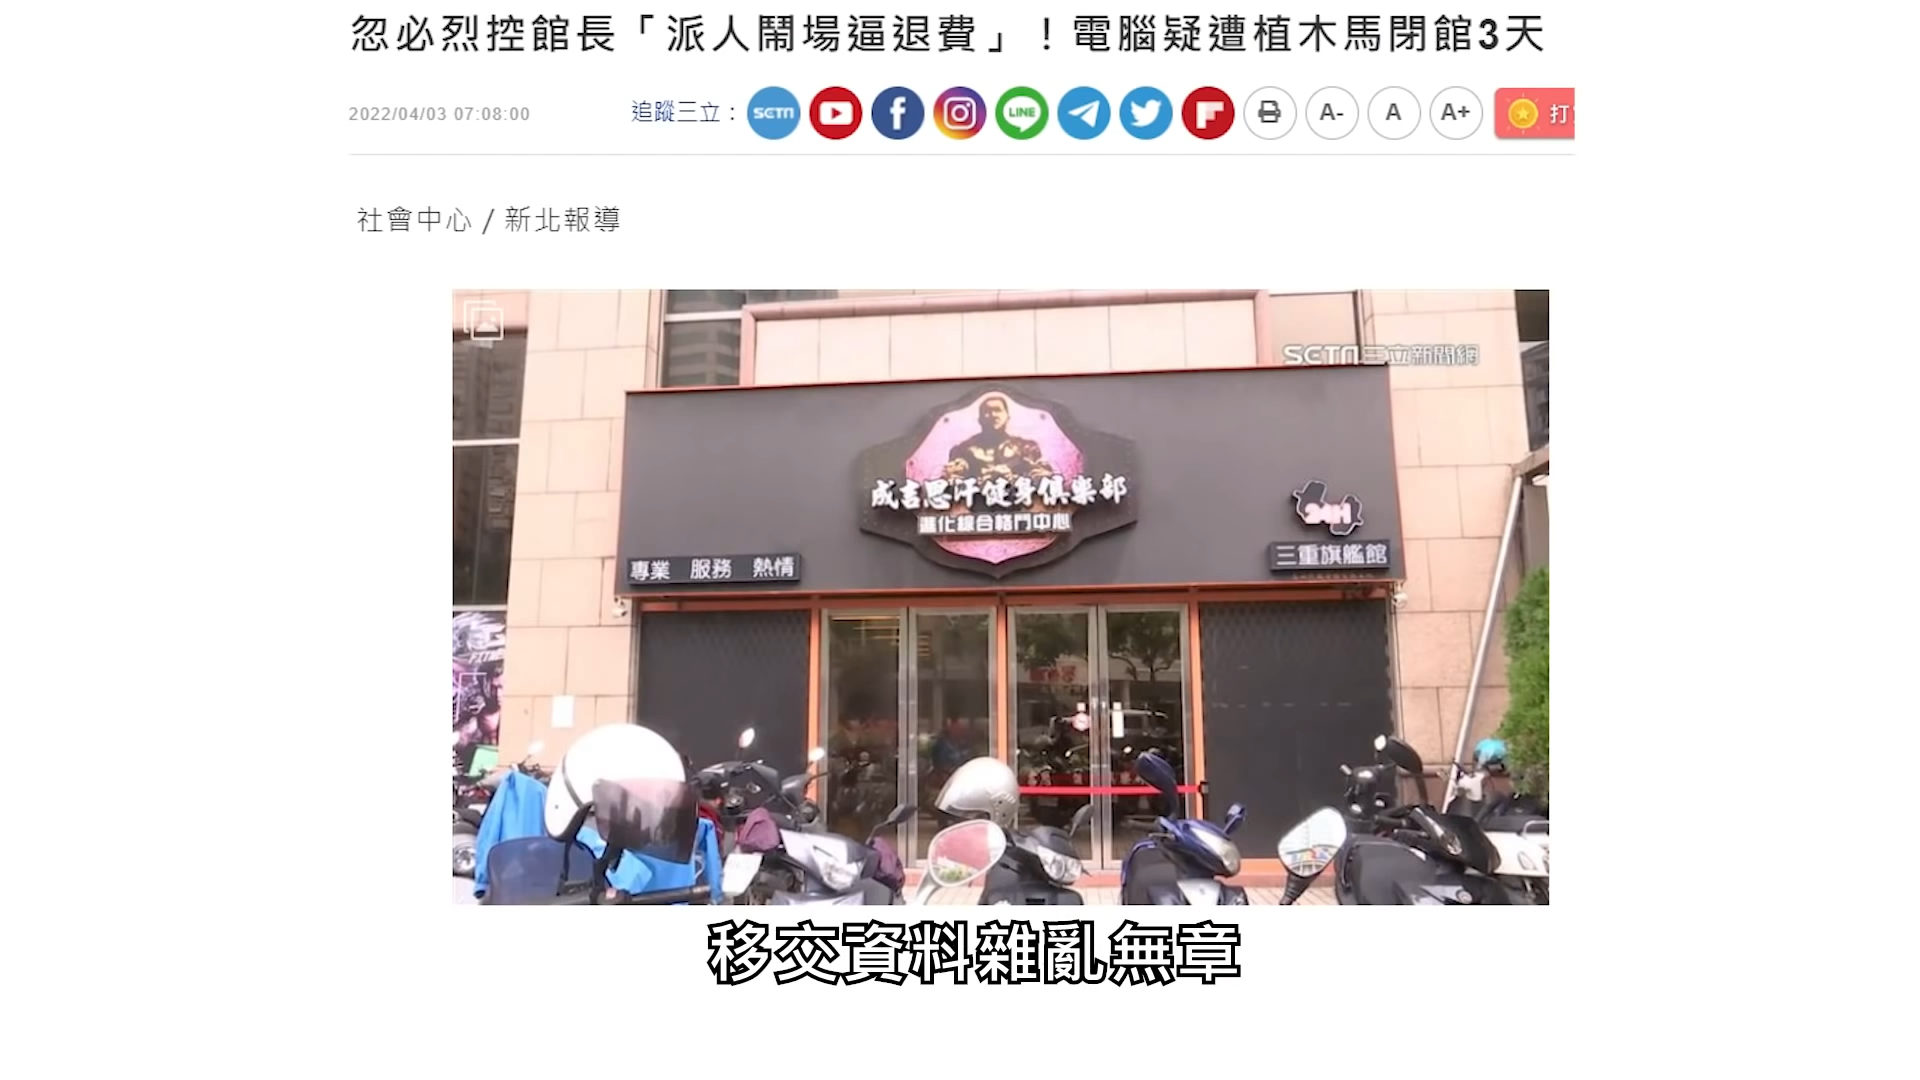 忽必烈控館長「派人鬧場逼退費」！電腦疑遭植木馬閉館3天
2022/04/03 07:08:00
追蹤三立：
SETN
LINE
A-
A
A+
社會中心 / 新北報導
SETN三立新聞網
成吉思汗健身俱樂部
進化綜合格鬥中心
24H
專業 服務 熱情
三重旗艦館
移交資料雜亂無章